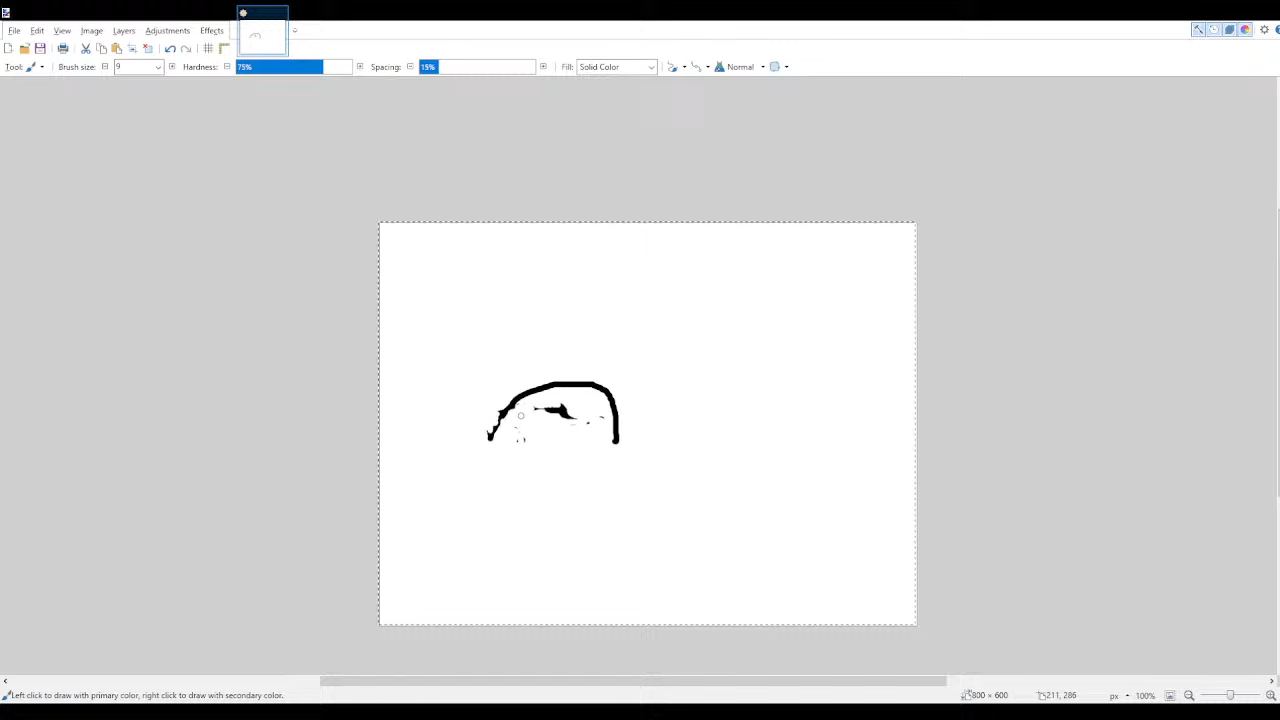 File Edit View Image Layers Adjustments Effects
Tool: Brush size: 9 Hardness: 75% Spacing: 15% Fill: Solid Color Normal
Left click to draw with primary color, right click to draw with secondary color. 800 × 600 211, 286 px 100%